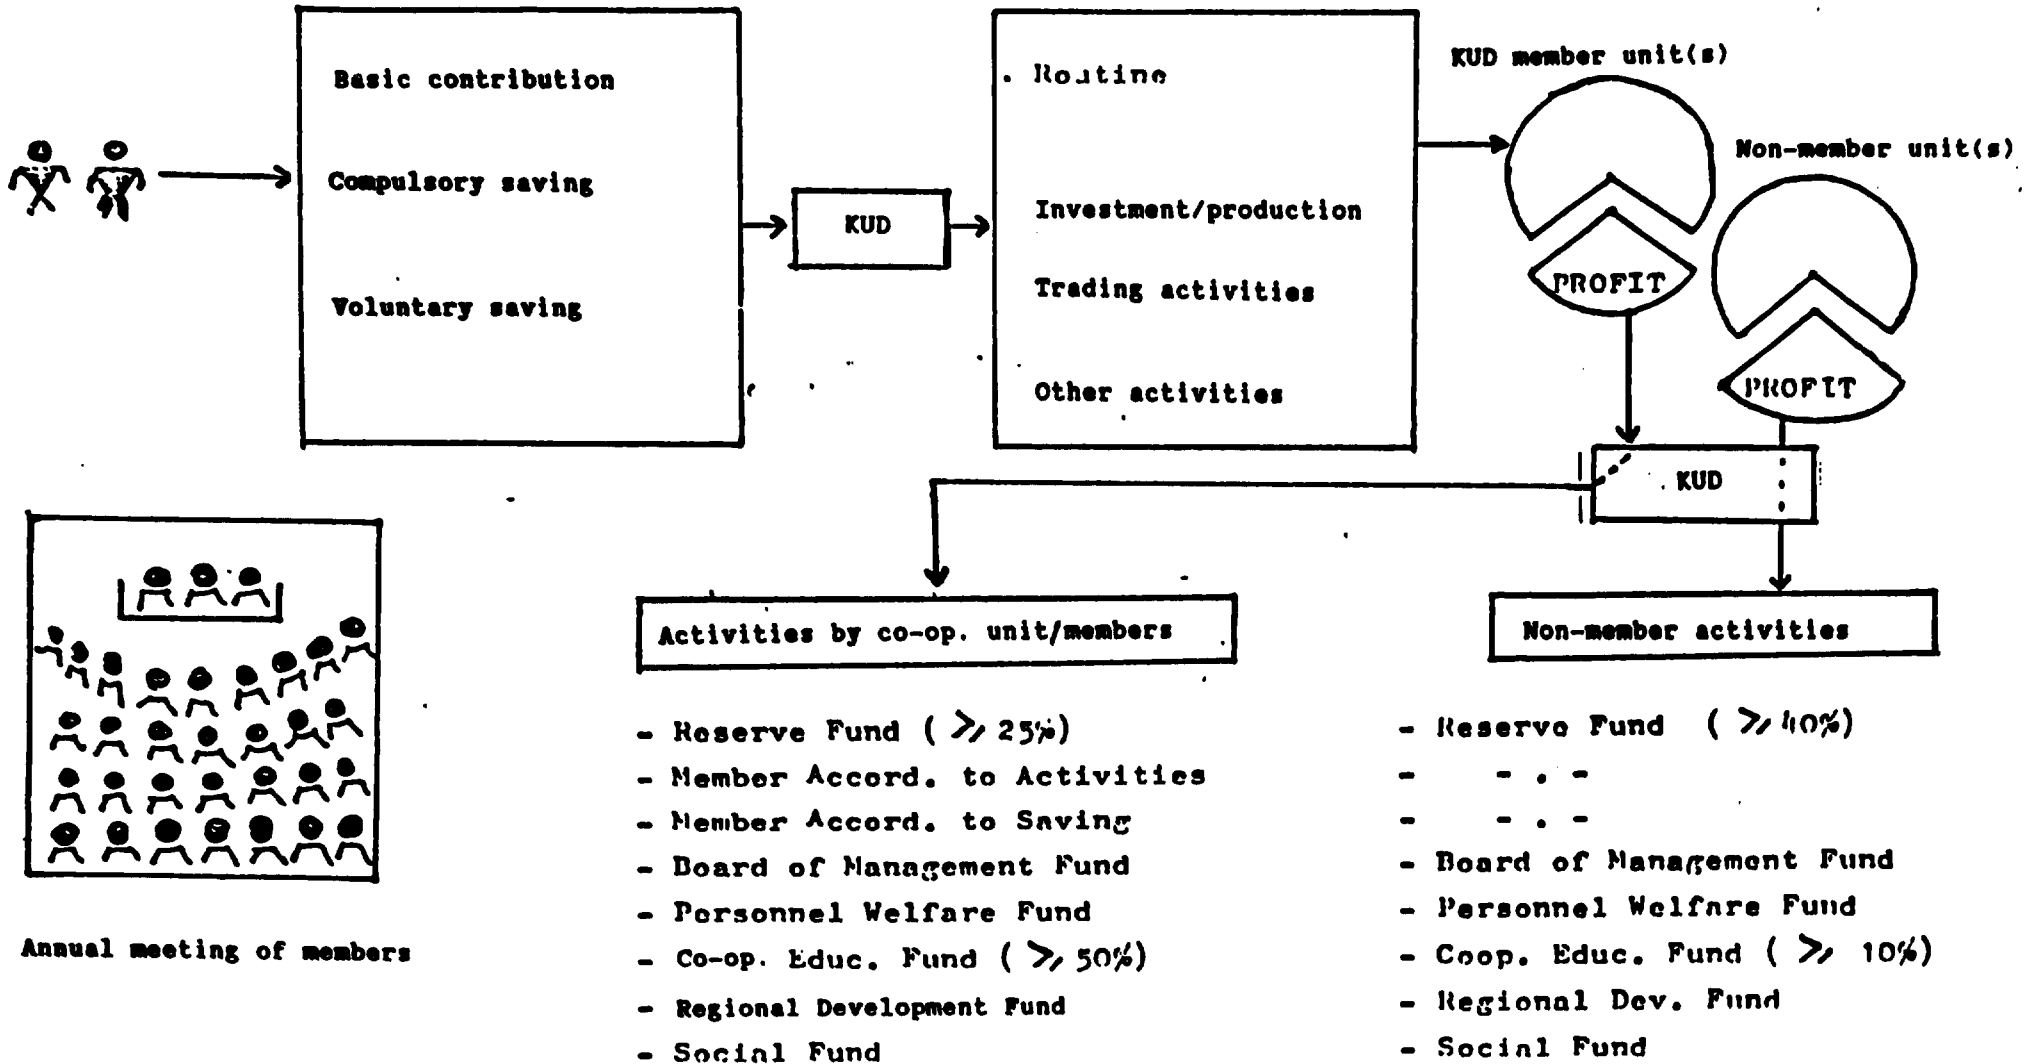 Basic contribution
Compulsory saving
Voluntary saving
KUD
Routine
Investment/production
Trading activities
Other activities
KUD member unit(s)
PROFIT
Non-member unit(s)
PROFIT
KUD
Annual meeting of members
Activities by co-op. unit/members
- Reserve Fund ( ⩾ 25%)
- Member Accord. to Activities
- Member Accord. to Saving
- Board of Management Fund
- Personnel Welfare Fund
- Co-op. Educ. Fund ( ⩾ 50%)
- Regional Development Fund
- Social Fund
Non-member activities
- Reserve Fund ( ⩾ 40%)
- - . -
- - . -
- Board of Management Fund
- Personnel Welfare Fund
- Coop. Educ. Fund ( ⩾ 10%)
- Regional Dev. Fund
- Social Fund